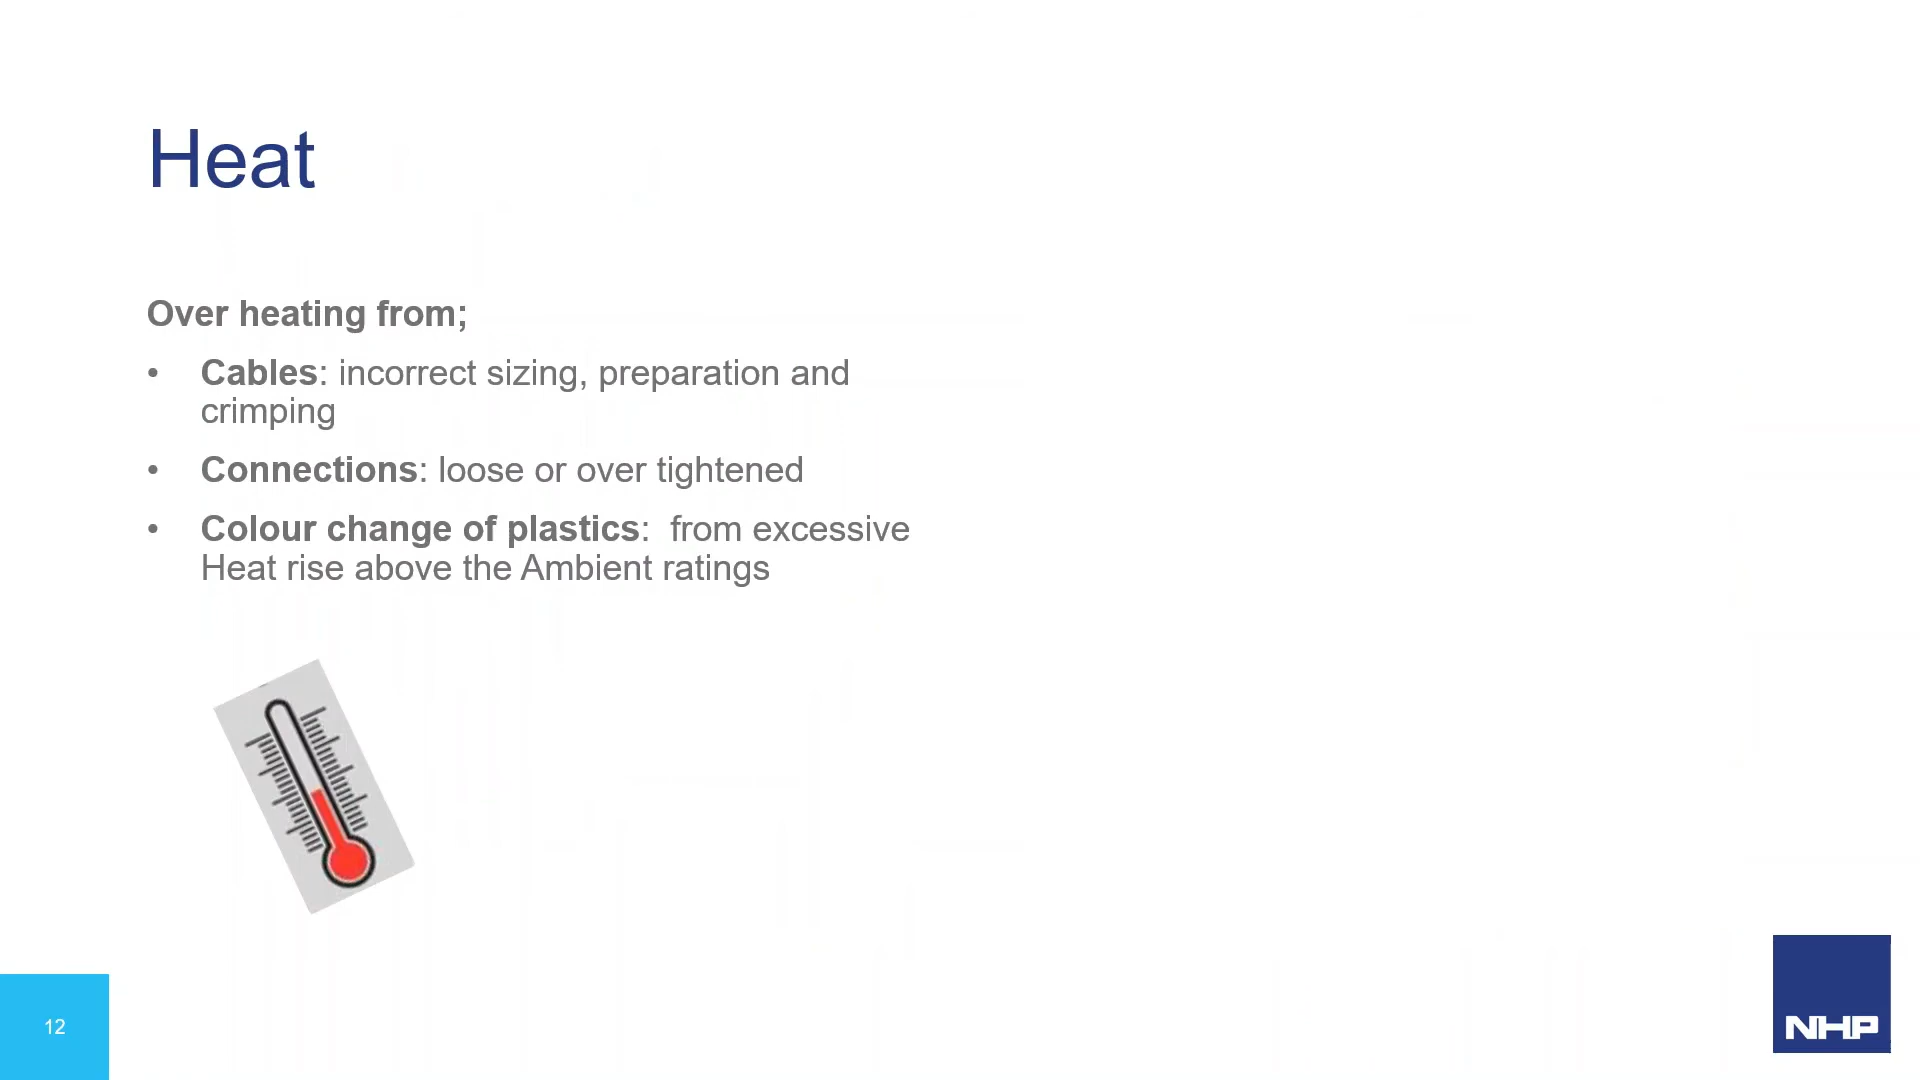 Heat
Over heating from;
• Cables: incorrect sizing, preparation and
crimping
• Connections: loose or over tightened
• Colour change of plastics:  from excessive
Heat rise above the Ambient ratings
12
NHP